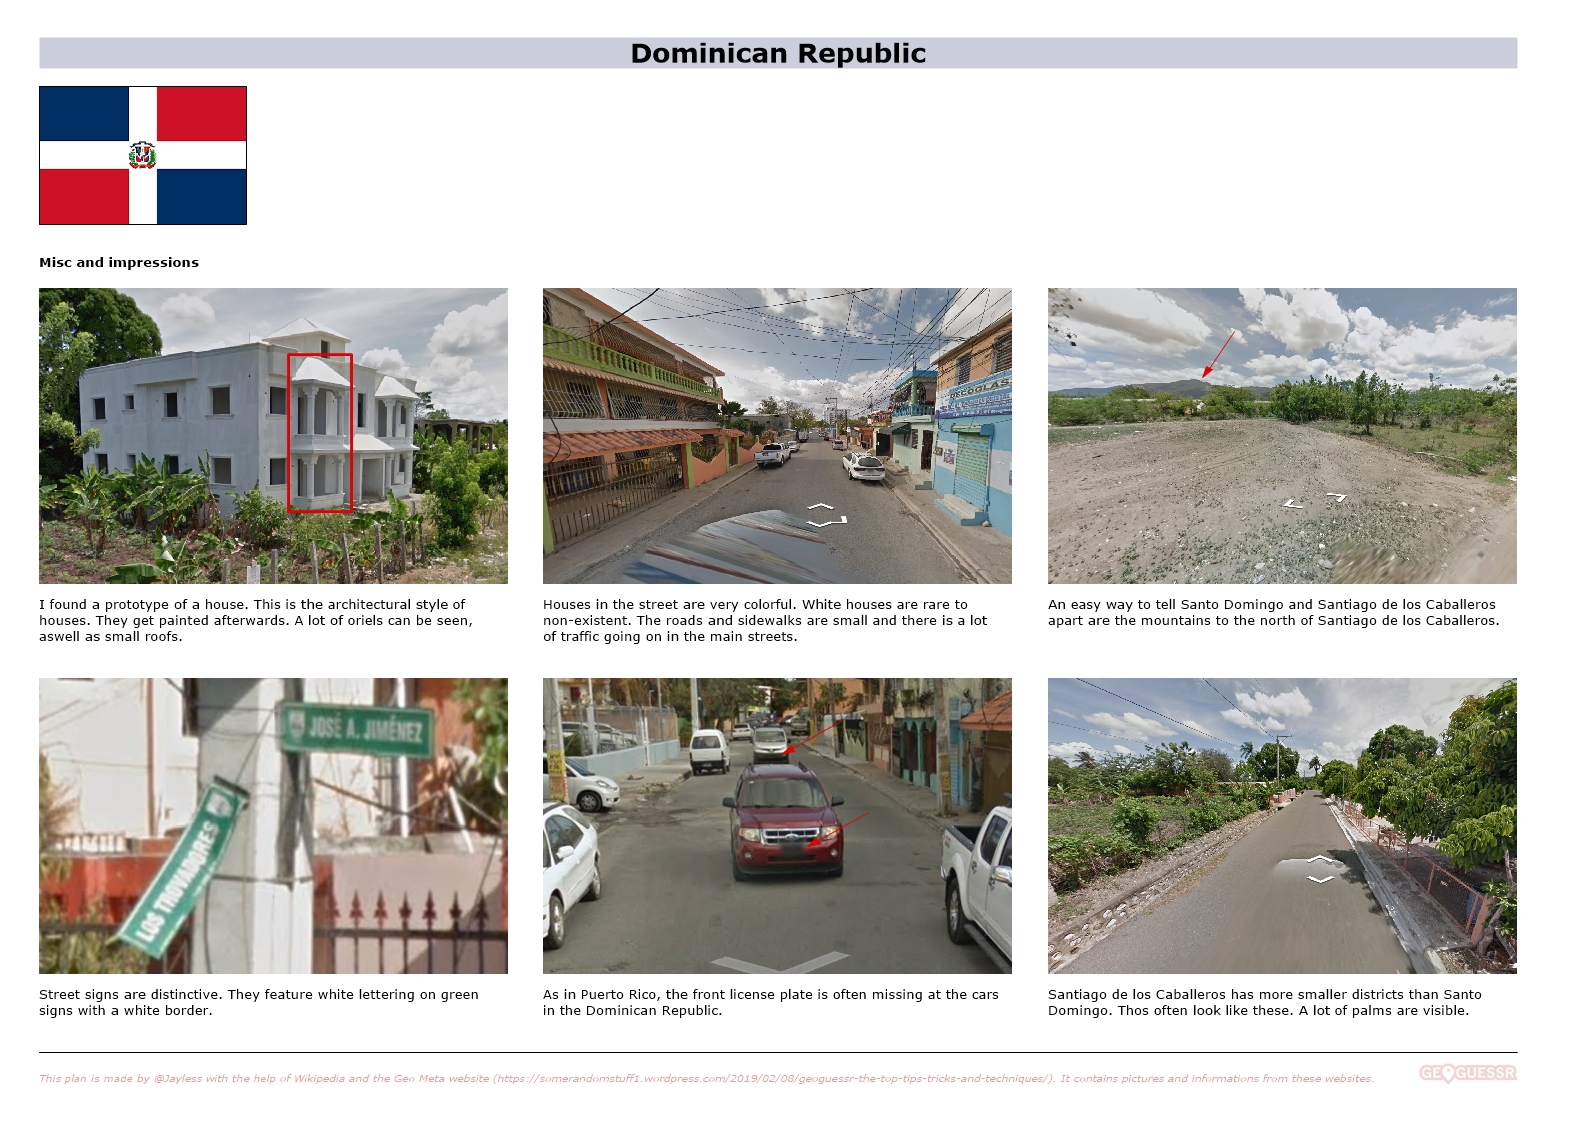 Dominican Republic
Misc and impressions
DECOGLAS
I found a prototype of a house. This is the architectural style of
houses. They get painted afterwards. A lot of oriels can be seen,
aswell as small roofs.
Houses in the street are very colorful. White houses are rare to
non-existent. The roads and sidewalks are small and there is a lot
of traffic going on in the main streets.
An easy way to tell Santo Domingo and Santiago de los Caballeros
apart are the mountains to the north of Santiago de los Caballeros.
JOSÉ A. JIMÉNEZ
LOS TROVADORES
Street signs are distinctive. They feature white lettering on green
signs with a white border.
As in Puerto Rico, the front license plate is often missing at the cars
in the Dominican Republic.
Santiago de los Caballeros has more smaller districts than Santo
Domingo. Thos often look like these. A lot of palms are visible.
This plan is made by @Jayless with the help of Wikipedia and the Geo Meta website (https://somerandomstuff1.wordpress.com/2019/02/08/geoguessr-the-top-tips-tricks-and-techniques/). It contains pictures and informations from these websites.
GEOGUESSR